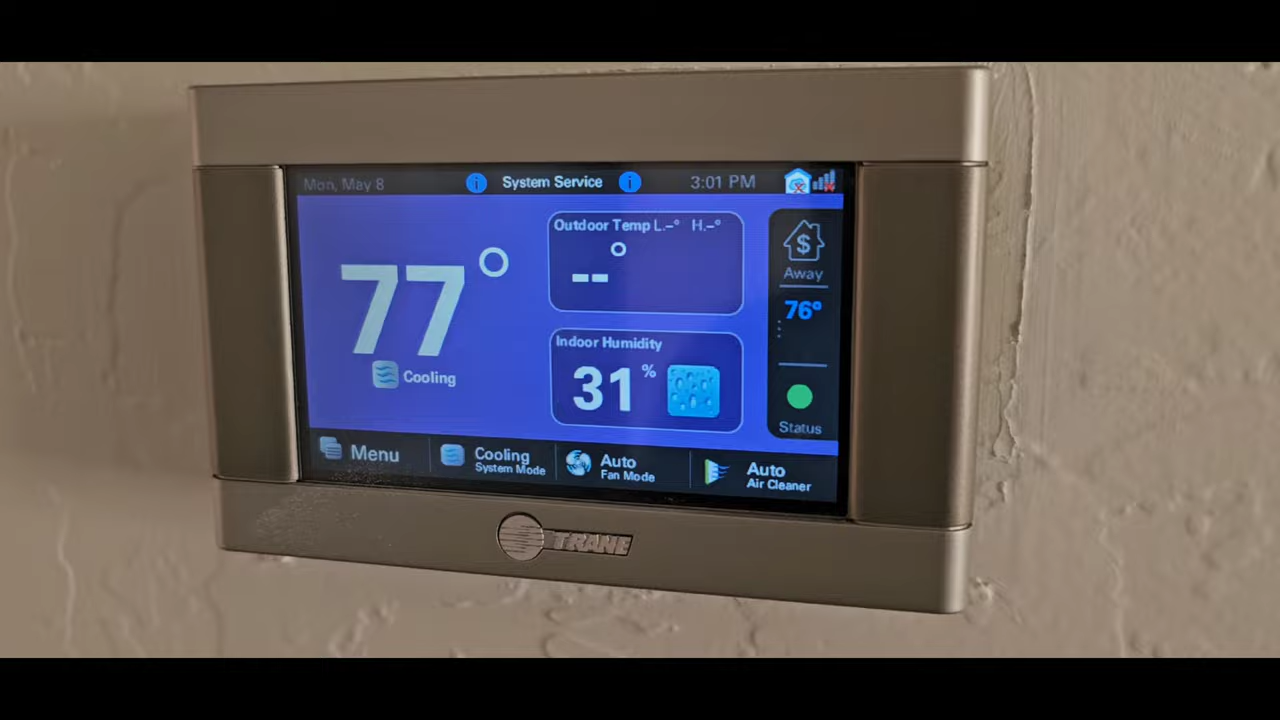 Mon, May 8
i System Service i
3:01 PM
77°
Cooling
Outdoor Temp L.–° H.–°
--°
Indoor Humidity
31%
$
Away
76°
Status
Menu
Cooling
System Mode
Auto
Fan Mode
Auto
Air Cleaner
TRANE